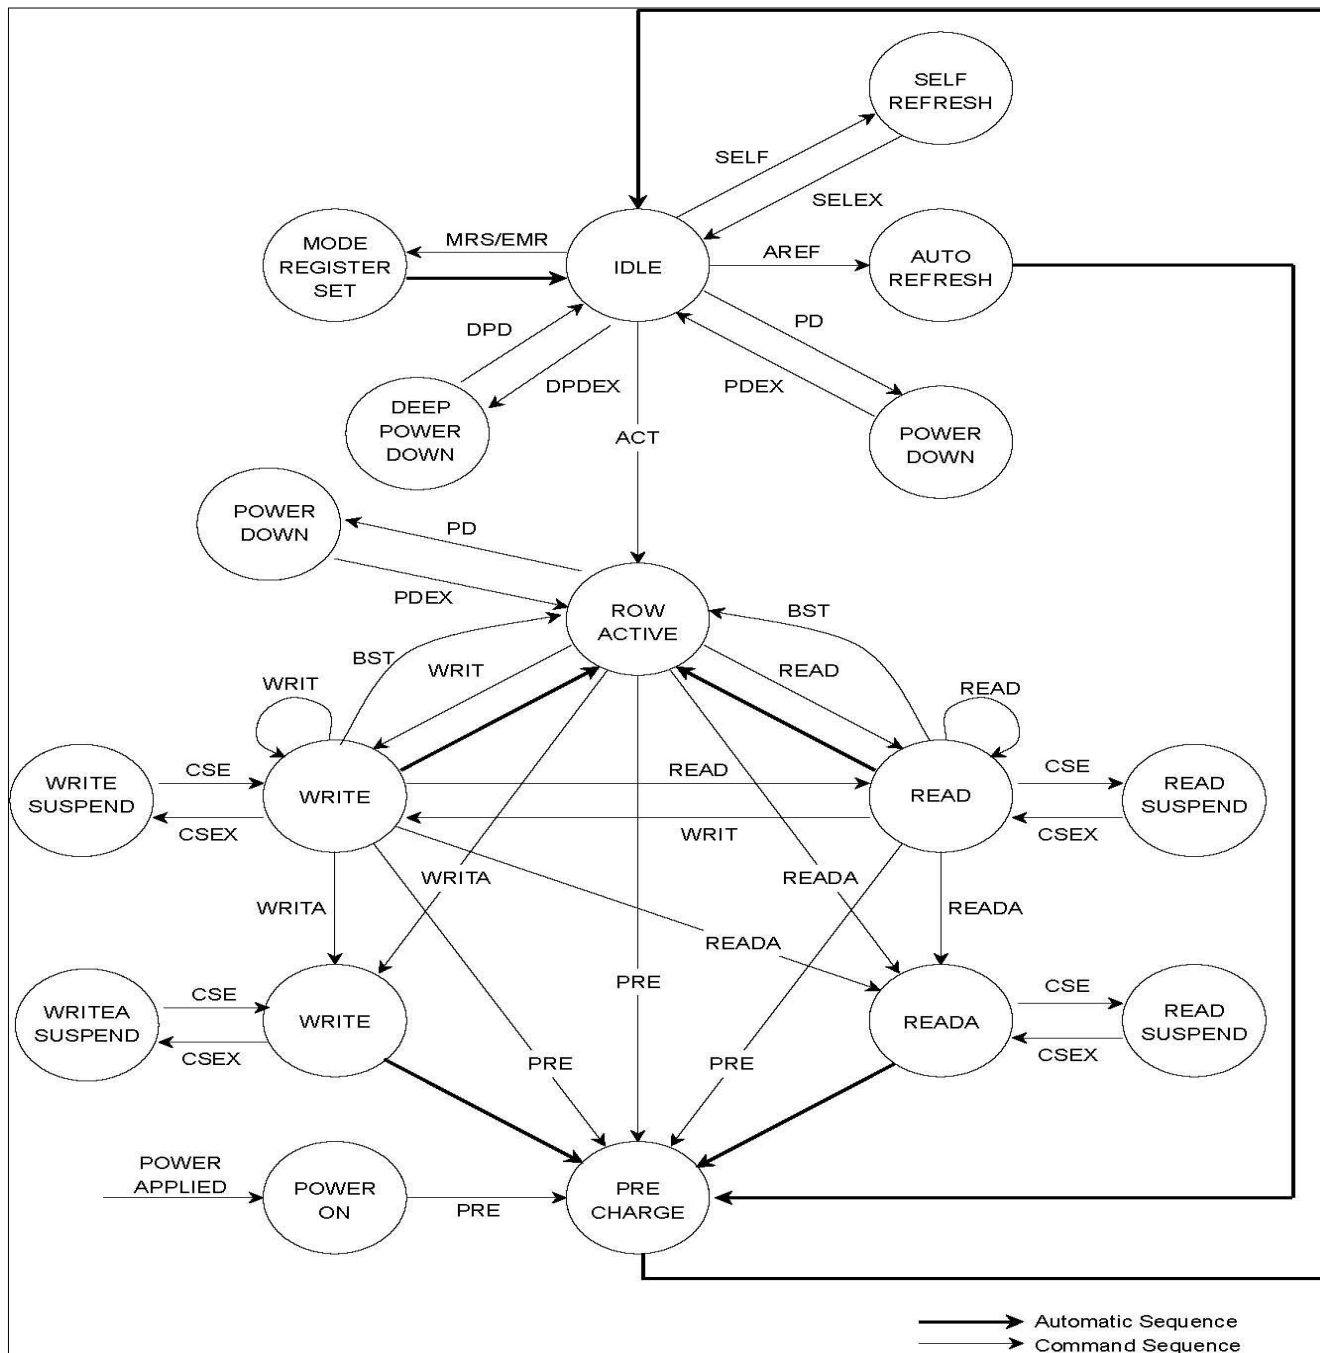 SELF
REFRESH
SELF
SELEX
MODE
REGISTER
SET
MRS/EMR
IDLE
AREF
AUTO
REFRESH
DPD
DPDEX
PD
PDEX
DEEP
POWER
DOWN
ACT
POWER
DOWN
POWER
DOWN
PD
PDEX
ROW
ACTIVE
BST
BST
WRIT
READ
WRIT
READ
WRITE
SUSPEND
CSE
CSEX
WRITE
READ
WRIT
READ
CSE
CSEX
READ
SUSPEND
WRITA
WRITA
READA
READA
READA
WRITEA
SUSPEND
CSE
CSEX
WRITE
PRE
READA
CSE
CSEX
READ
SUSPEND
PRE
PRE
POWER
APPLIED
POWER
ON
PRE
PRE
CHARGE
Automatic Sequence
Command Sequence